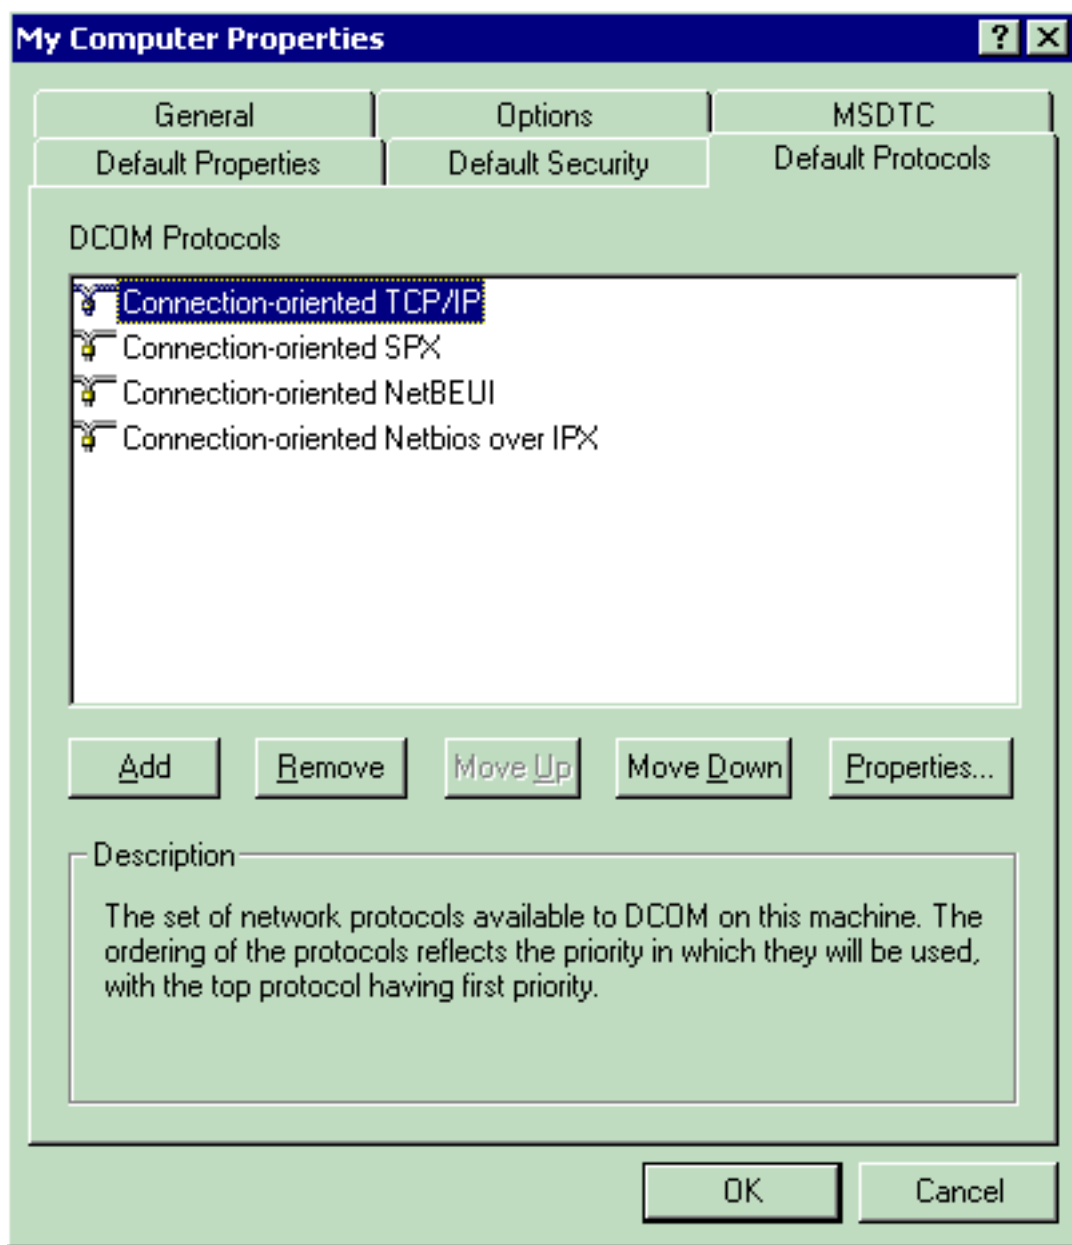 My Computer Properties
General
Options
MSDTC
Default Properties
Default Security
Default Protocols
DCOM Protocols
Connection-oriented TCP/IP
Connection-oriented SPX
Connection-oriented NetBEUI
Connection-oriented Netbios over IPX
Add
Remove
Move Up
Move Down
Properties...
Description
The set of network protocols available to DCOM on this machine. The
ordering of the protocols reflects the priority in which they will be used,
with the top protocol having first priority.
OK
Cancel